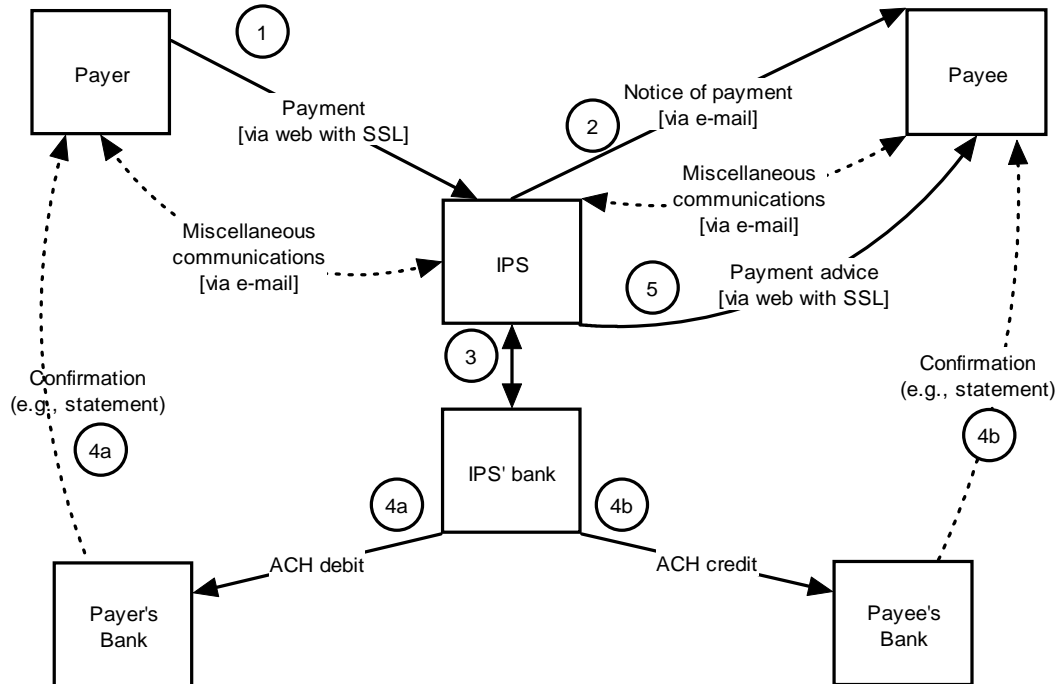 1
Payer
Payee
Payment
[via web with SSL]
2
Notice of payment
[via e-mail]
Miscellaneous
communications
[via e-mail]
Miscellaneous
communications
[via e-mail]
IPS
5
Payment advice
[via web with SSL]
3
Confirmation
(e.g., statement)
4a
Confirmation
(e.g., statement)
4b
IPS' bank
4a
4b
ACH debit
ACH credit
Payer's
Bank
Payee's
Bank